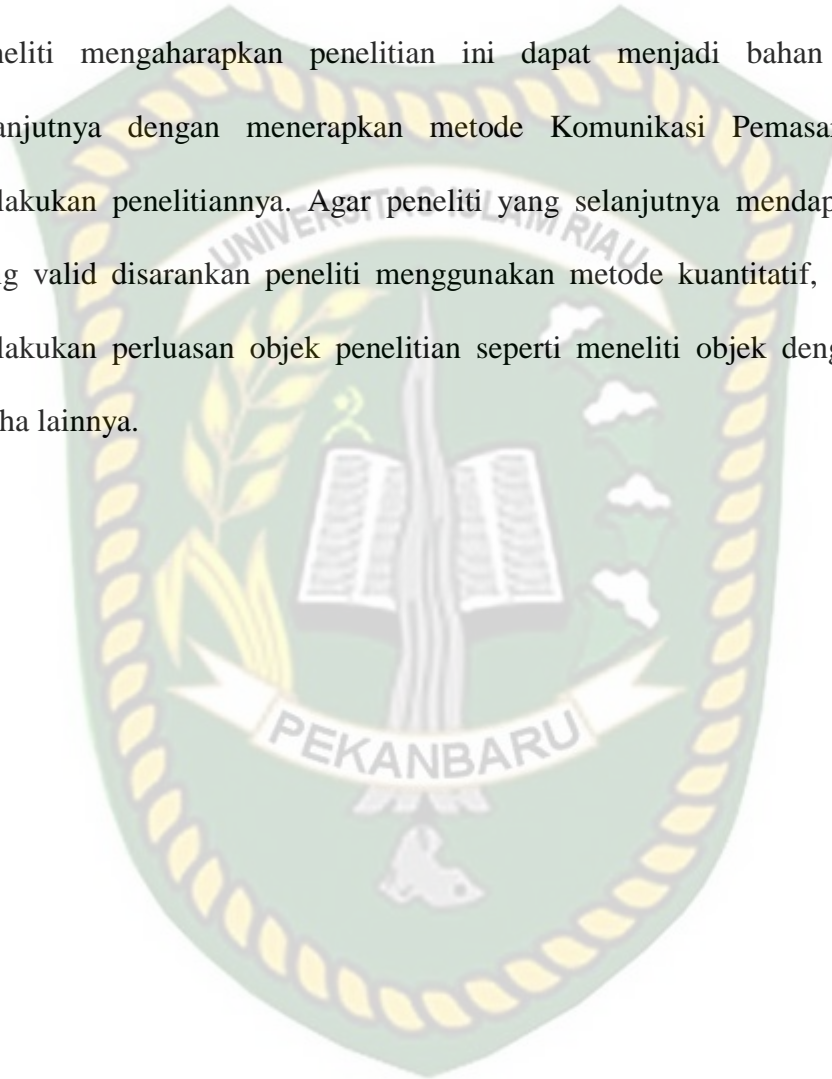 neliti mengaharapkan penelitian ini dapat menjadi bahan
anjutnya dengan menerapkan metode Komunikasi Pemasar
lakukan penelitiannya. Agar peneliti yang selanjutnya mendap
g valid disarankan peneliti menggunakan metode kuantitatif,
lakukan perluasan objek penelitian seperti meneliti objek deng
ha lainnya.
UNIVERSITAS ISLAM RIAU
PEKANBARU